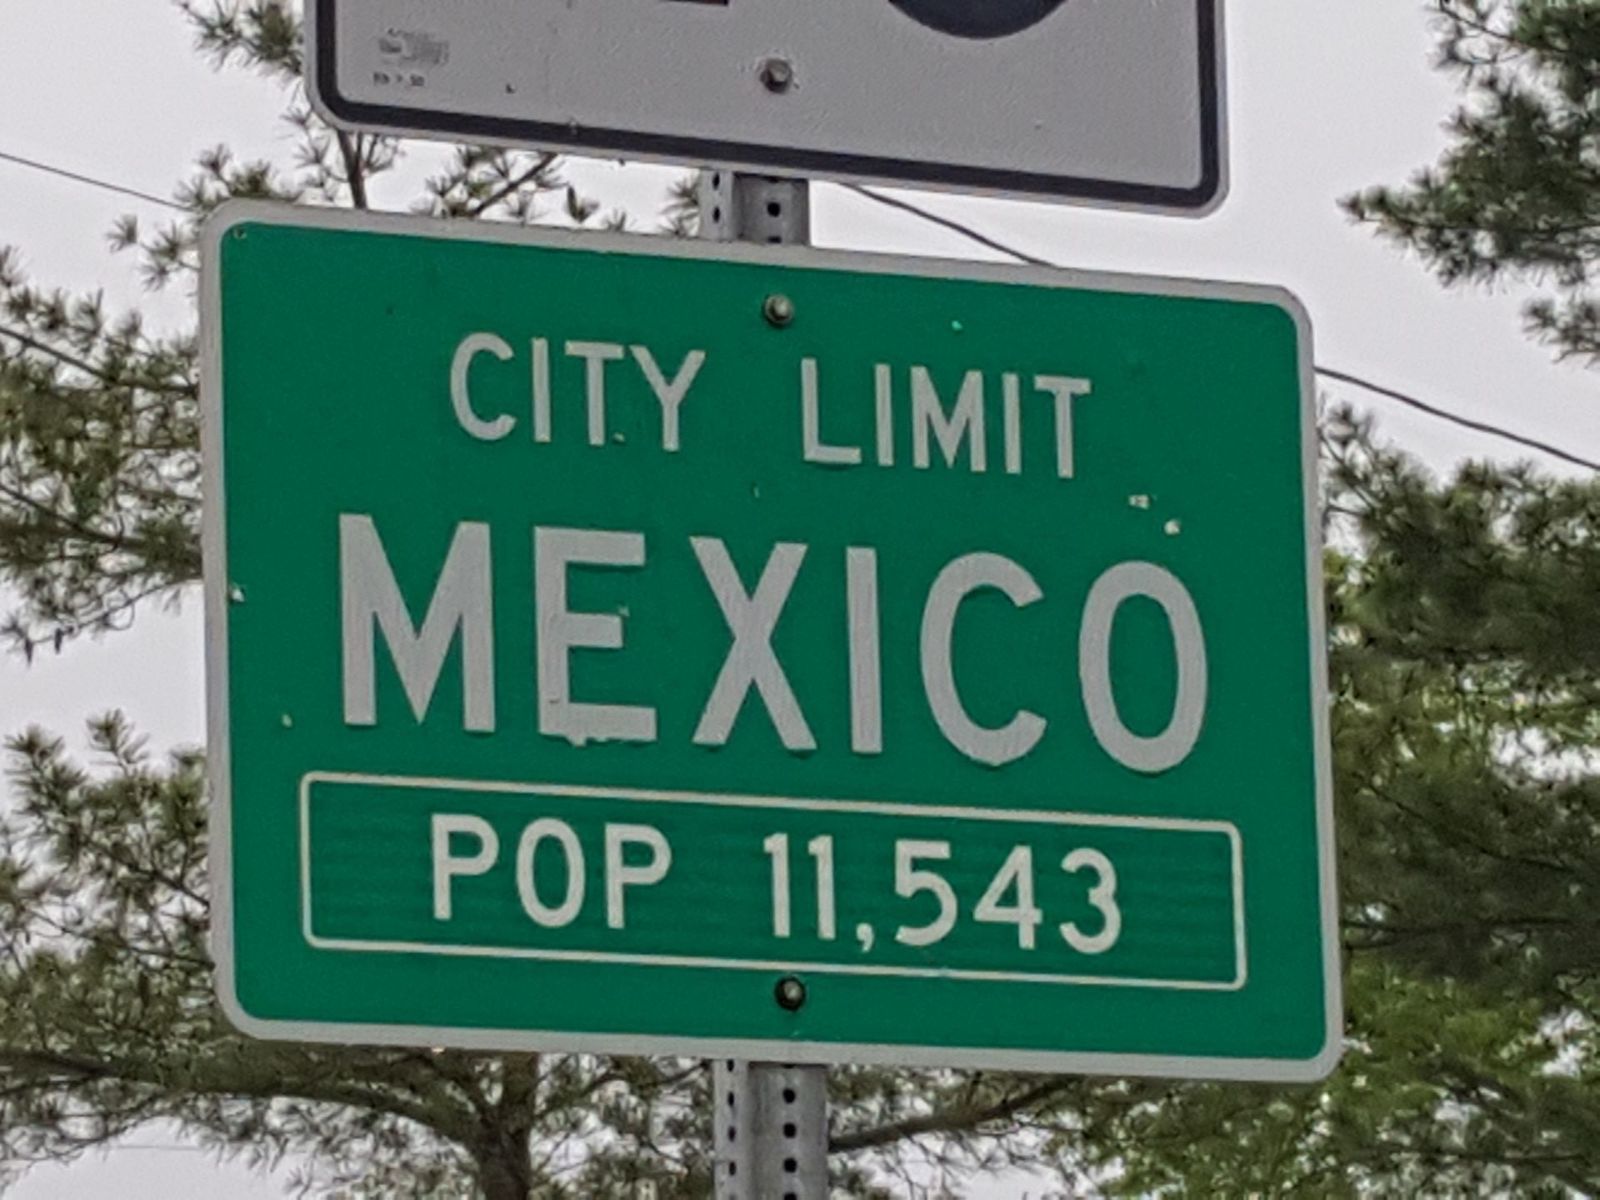 CITY LIMIT
MEXICO
POP 11,543